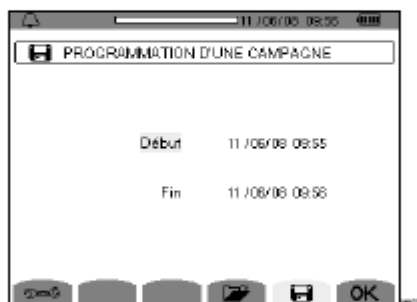 11/06/08 09:55
PROGRAMMATION D'UNE CAMPAGNE
Début 11/06/08 09:55
Fin 11/06/08 09:56
OK